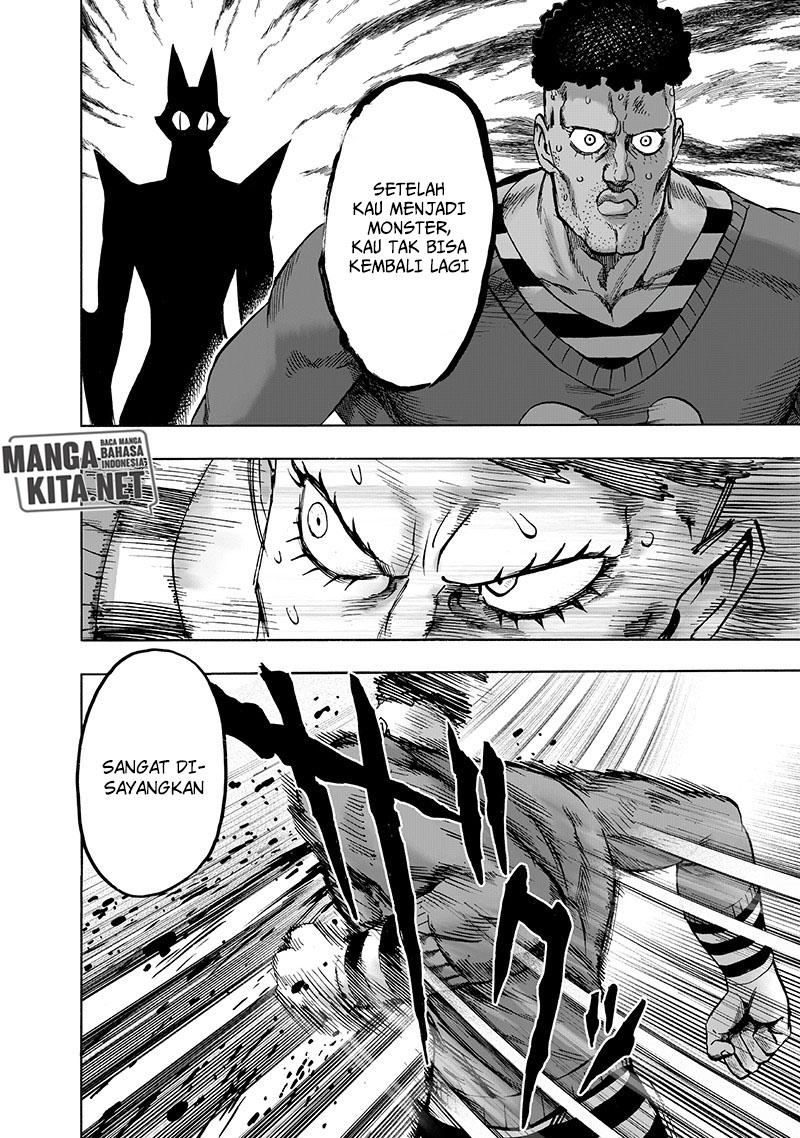 SETELAH
KAU MENJADI
MONSTER,
KAU TAK BISA
KEMBALI LAGI
MANGA
BACA MANGA
BAHASA
INDONESIA
KITA.NET
SANGAT DI-
SAYANGKAN